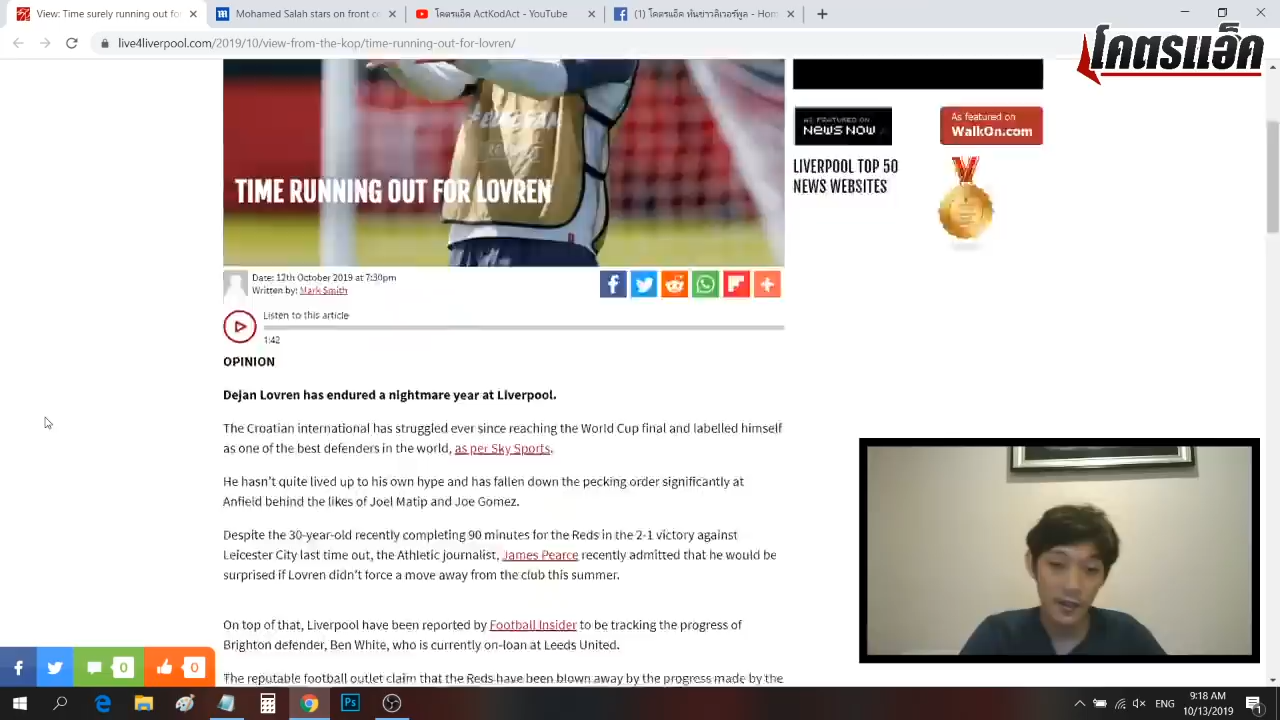 View: Time surely running out for
Mohamed Salah stars on front c
โคตรแอ็ค ActKodAct - YouTube
(1) โคตรแอ็ค พันขาวลิเวอร์พูล - Hom
live4liverpool.com/2019/10/view-from-the-kop/time-running-out-for-lovren/
โคตรแอ็ค
AS FEATURED ON
NEWS NOW
As featured on
WalkOn.com
LIVERPOOL TOP 50
NEWS WEBSITES
TIME RUNNING OUT FOR LOVREN
Date: 12th October 2019 at 7:30pm
Written by: Mark Smith
Listen to this article
1:42
OPINION
Dejan Lovren has endured a nightmare year at Liverpool.
The Croatian international has struggled ever since reaching the World Cup final and labelled himself
as one of the best defenders in the world, as per Sky Sports.
He hasn't quite lived up to his own hype and has fallen down the pecking order significantly at
Anfield behind the likes of Joel Matip and Joe Gomez.
Despite the 30-year-old recently completing 90 minutes for the Reds in the 2-1 victory against
Leicester City last time out, the Athletic journalist, James Pearce recently admitted that he would be
surprised if Lovren didn't force a move away from the club this summer.
On top of that, Liverpool have been reported by Football Insider to be tracking the progress of
Brighton defender, Ben White, who is currently on-loan at Leeds United.
The reputable football outlet claim that the Reds have been blown away by the progress made by the
0
0
ENG
9:18 AM
10/13/2019
1